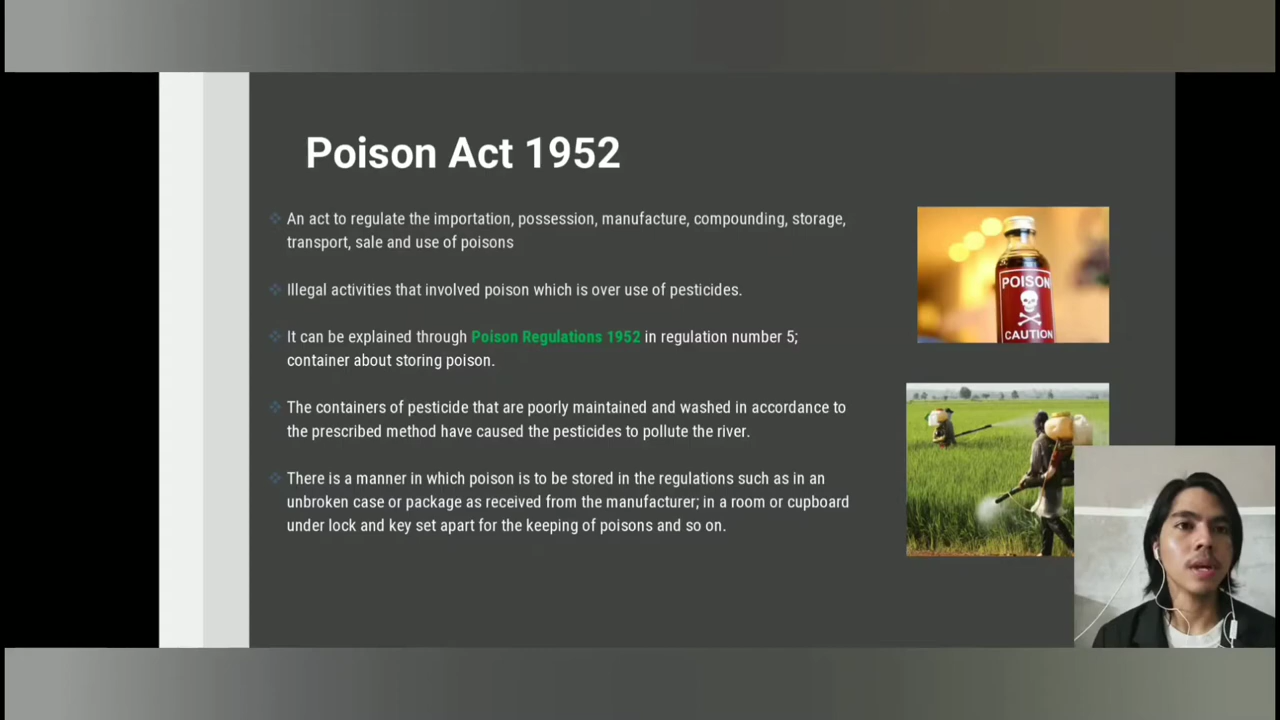 Poison Act 1952
An act to regulate the importation, possession, manufacture, compounding, storage,
transport, sale and use of poisons
Illegal activities that involved poison which is over use of pesticides.
It can be explained through Poison Regulations 1952 in regulation number 5;
container about storing poison.
The containers of pesticide that are poorly maintained and washed in accordance to
the prescribed method have caused the pesticides to pollute the river.
There is a manner in which poison is to be stored in the regulations such as in an
unbroken case or package as received from the manufacturer; in a room or cupboard
under lock and key set apart for the keeping of poisons and so on.
POISON
CAUTION